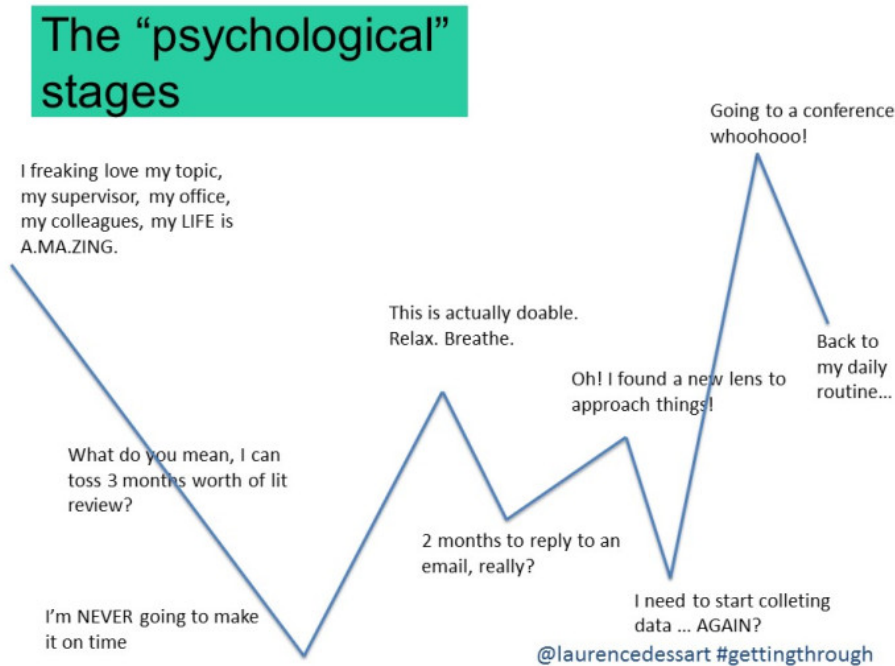 The “psychological”
stages
I freaking love my topic,
my supervisor, my office,
my colleagues, my LIFE is
A.MA.ZING.
What do you mean, I can
toss 3 months worth of lit
review?
I’m NEVER going to make
it on time
This is actually doable.
Relax. Breathe.
2 months to reply to an
email, really?
Oh! I found a new lens to
approach things!
I need to start colleting
data ... AGAIN?
Going to a conference
whoohooo!
Back to
my daily
routine...
@laurencedessart #gettingthrough